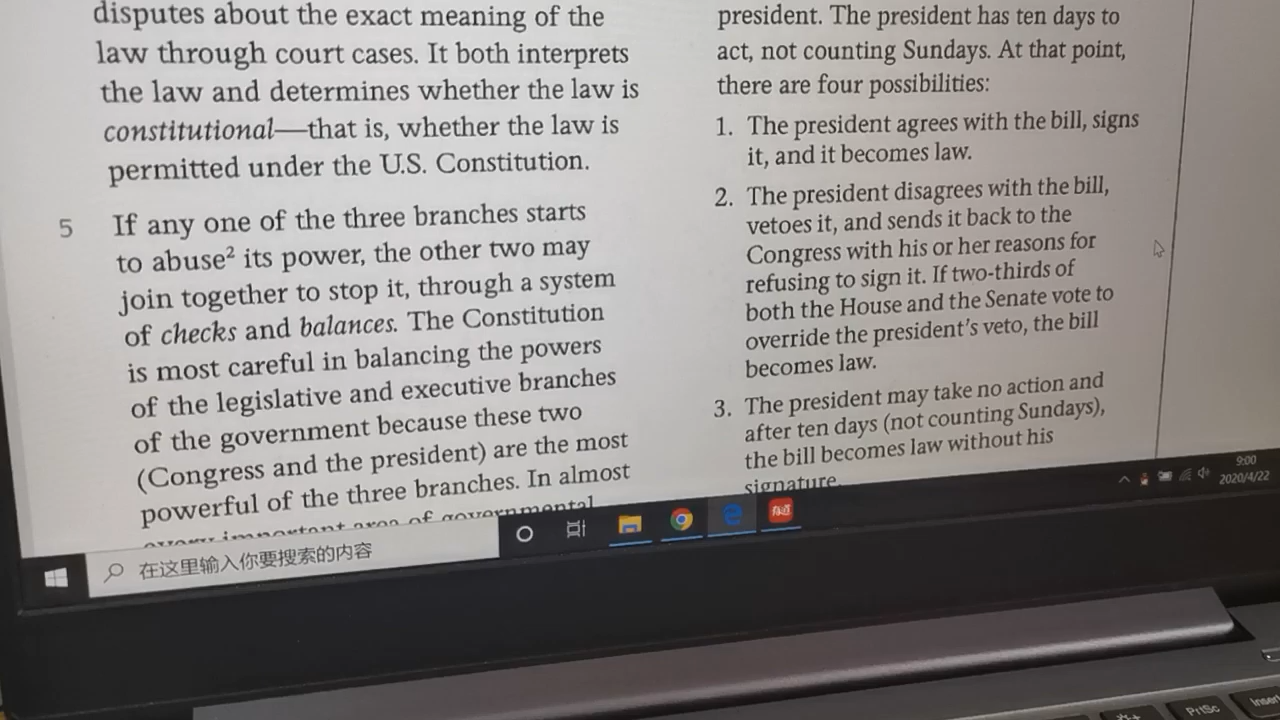 disputes about the exact meaning of the
law through court cases. It both interprets
the law and determines whether the law is
constitutional—that is, whether the law is
permitted under the U.S. Constitution.
5 If any one of the three branches starts
to abuse² its power, the other two may
join together to stop it, through a system
of checks and balances. The Constitution
is most careful in balancing the powers
of the legislative and executive branches
of the government because these two
(Congress and the president) are the most
powerful of the three branches. In almost
every important area of governmental
president. The president has ten days to
act, not counting Sundays. At that point,
there are four possibilities:
1. The president agrees with the bill, signs
it, and it becomes law.
2. The president disagrees with the bill,
vetoes it, and sends it back to the
Congress with his or her reasons for
refusing to sign it. If two-thirds of
both the House and the Senate vote to
override the president's veto, the bill
becomes law.
3. The president may take no action and
after ten days (not counting Sundays),
the bill becomes law without his
signature.
在这里输入你要搜索的内容
有道
9:00
2020/4/22
PrtSc
Insert